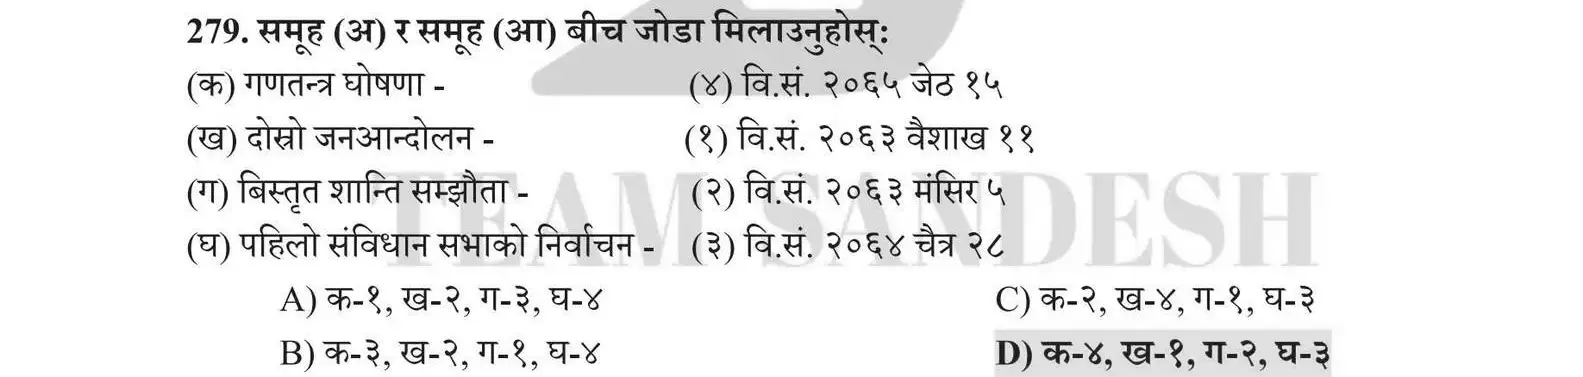 279. समूह (अ) र समूह (आ) बीच जोडा मिलाउनुहोस्:
(क) गणतन्त्र घोषणा - (४) वि.सं. २०६५ जेठ १५
(ख) दोस्रो जनआन्दोलन - (१) वि.सं. २०६३ वैशाख ११
(ग) बिस्तृत शान्ति सम्झौता - (२) वि.सं. २०६३ मंसिर ५
(घ) पहिलो संविधान सभाको निर्वाचन - (३) वि.सं. २०६४ चैत्र २८
TEAM SANDESH
A) क-१, ख-२, ग-३, घ-४ C) क-२, ख-४, ग-१, घ-३
B) क-३, ख-२, ग-१, घ-४ D) क-४, ख-१, ग-२, घ-३